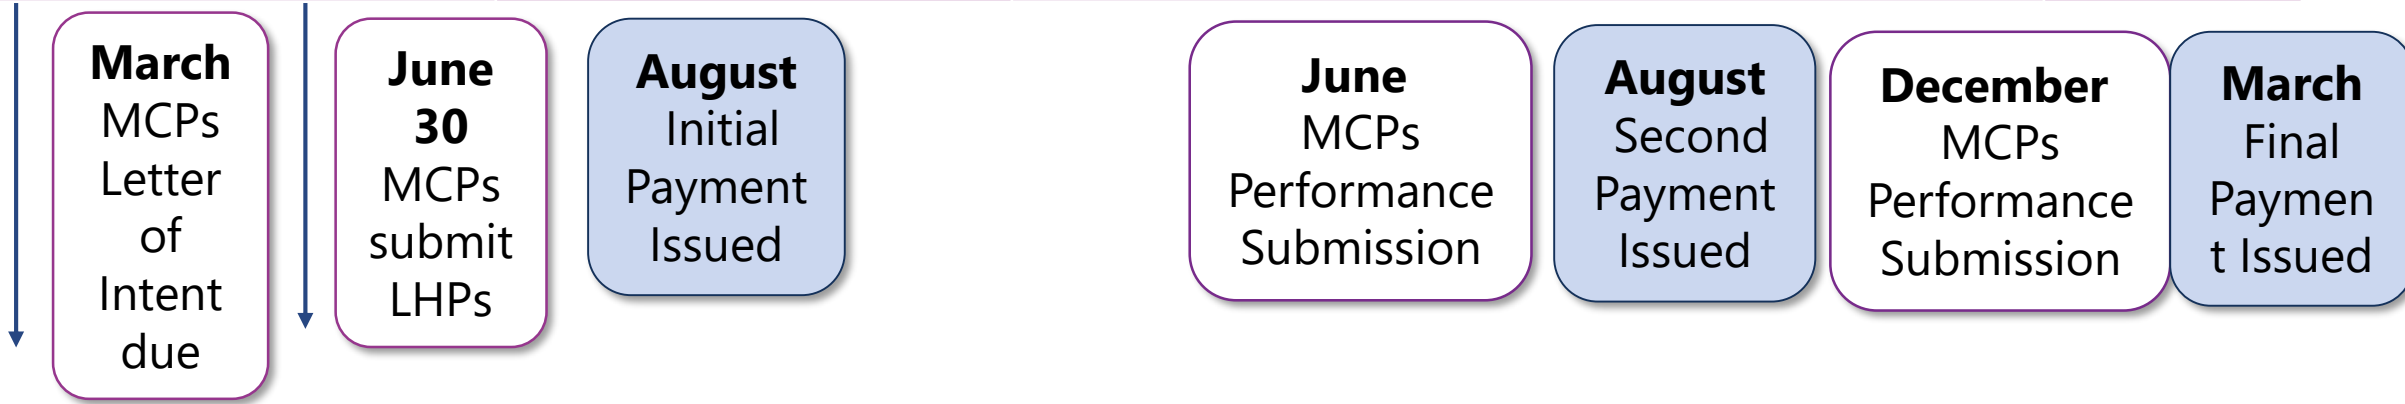 March
MCPs
Letter
of
Intent
due
June
30
MCPs
submit
LHPs
August
Initial
Payment
Issued
June
MCPs
Performance
Submission
August
Second
Payment
Issued
December
MCPs
Performance
Submission
March
Final
Paymen
t Issued